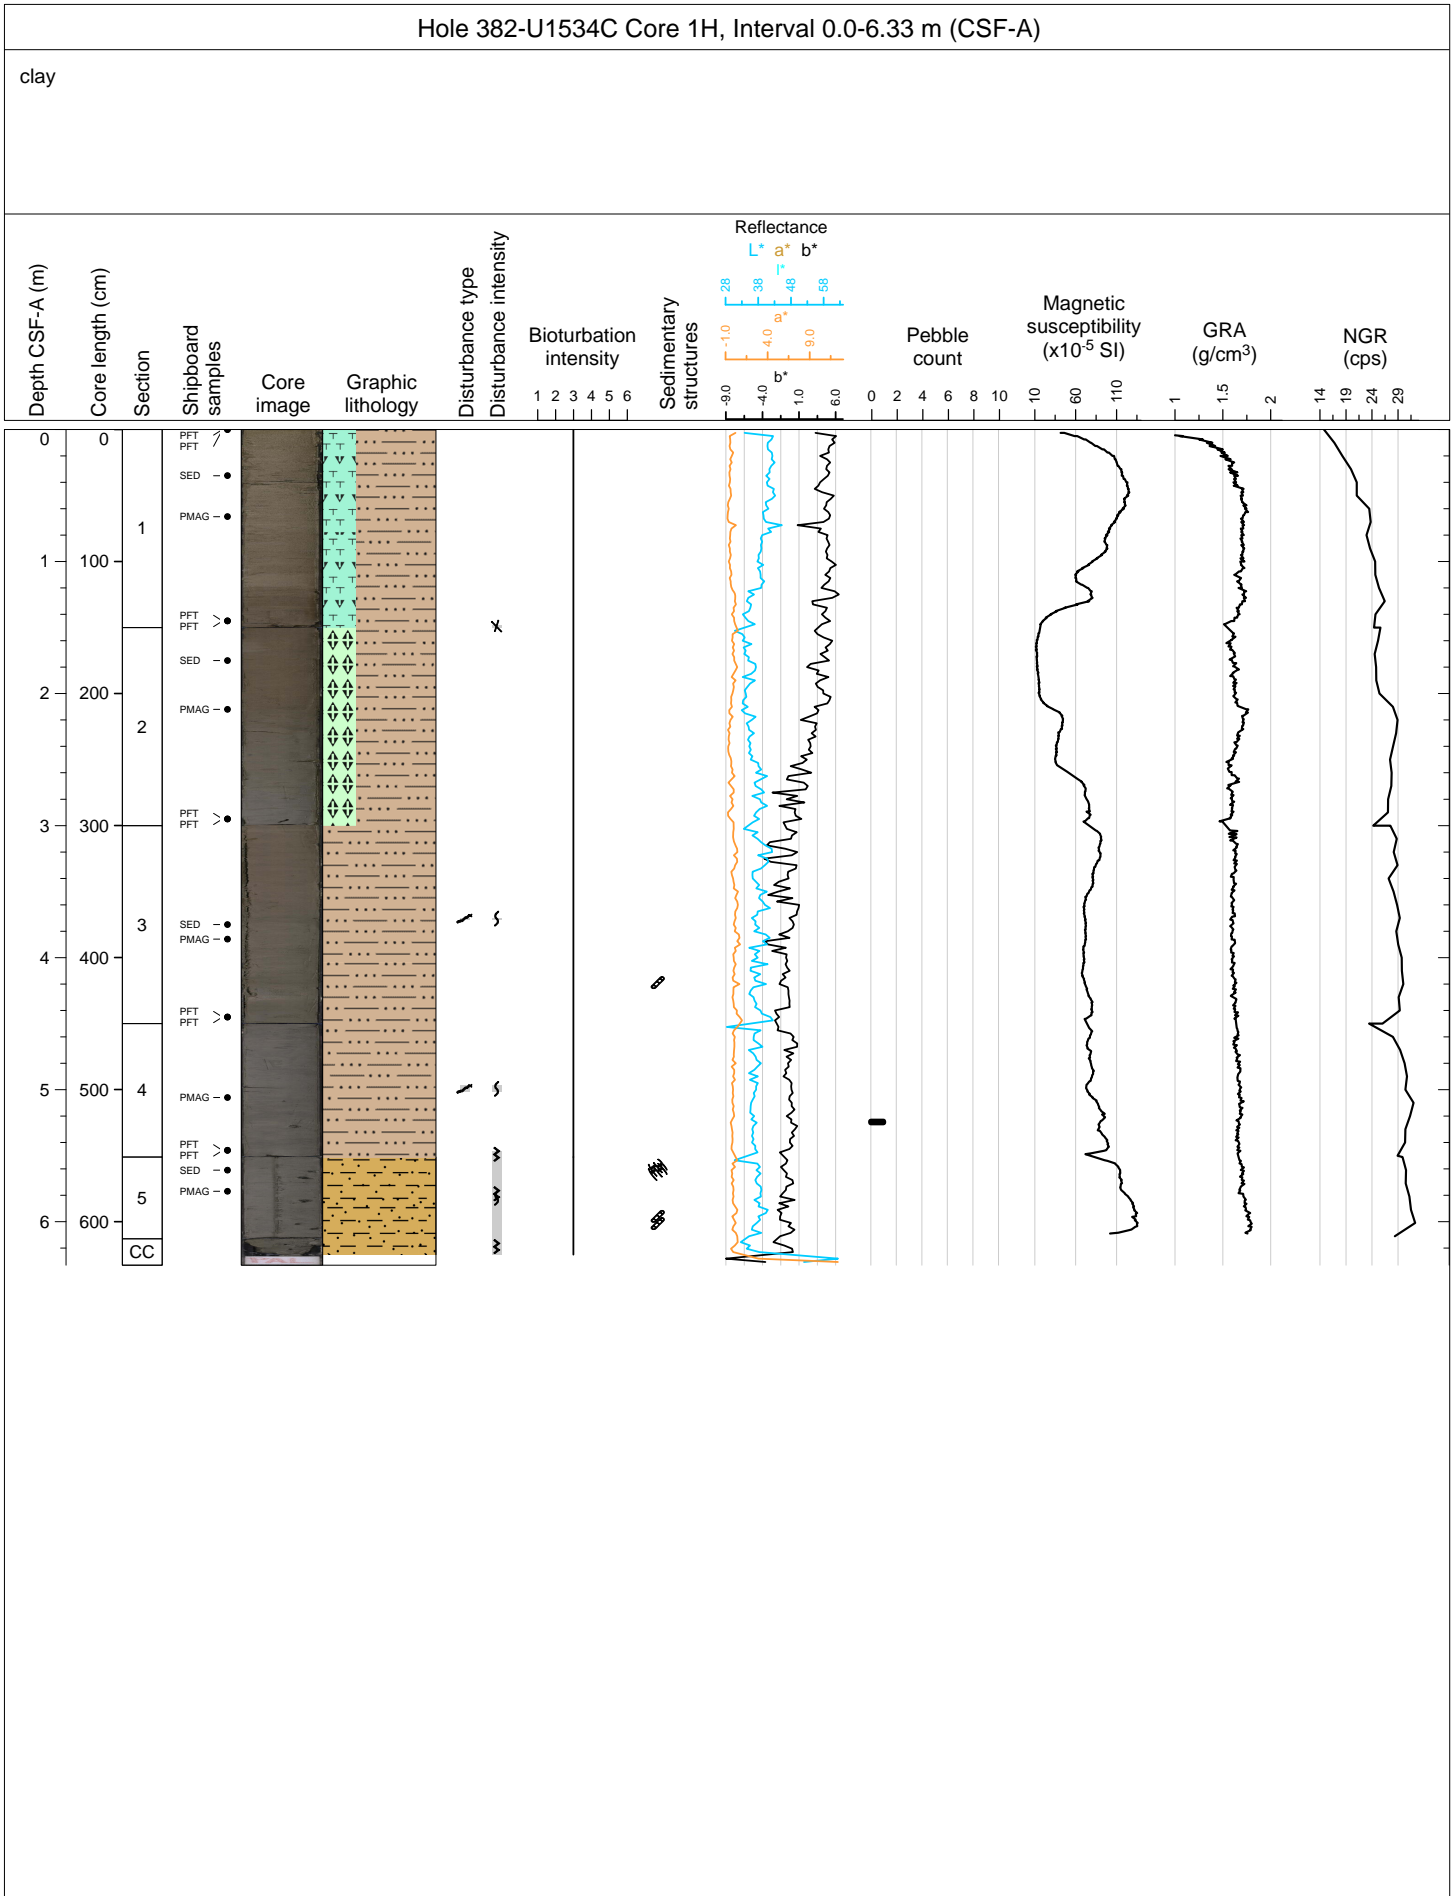 Hole 382-U1534C Core 1H, Interval 0.0-6.33 m (CSF-A)
clay
Depth CSF-A (m)
Core length (cm)
Section
Shipboard
samples
Core
image
Graphic
lithology
Disturbance type
Disturbance intensity
Bioturbation
intensity
1 2 3 4 5 6
Sedimentary
structures
Reflectance
L* a* b*
l*
28 38 48 58
a*
-1.0 4.0 9.0
b*
-9.0 -4.0 1.0 6.0
Pebble
count
0 2 4 6 8 10
Magnetic
susceptibility
(x10-5 SI)
10 60 110
GRA
(g/cm3)
1 1.5 2
NGR
(cps)
14 19 24 29
0 0
PFT
PFT
SED
PMAG
1
1 100
PFT
PFT
SED
2 200
PMAG
2
PFT
PFT
3 300
SED
3
PMAG
4 400
PFT
PFT
5 500 4
PMAG
PFT
PFT
SED
PMAG
5
6 600
CC